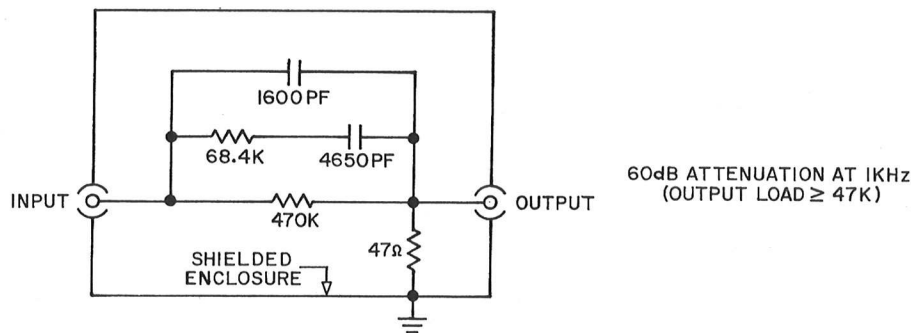 1600PF
68.4K
4650PF
INPUT
470K
OUTPUT
60dB ATTENUATION AT 1KHz
(OUTPUT LOAD ≥ 47K)
47Ω
SHIELDED
ENCLOSURE